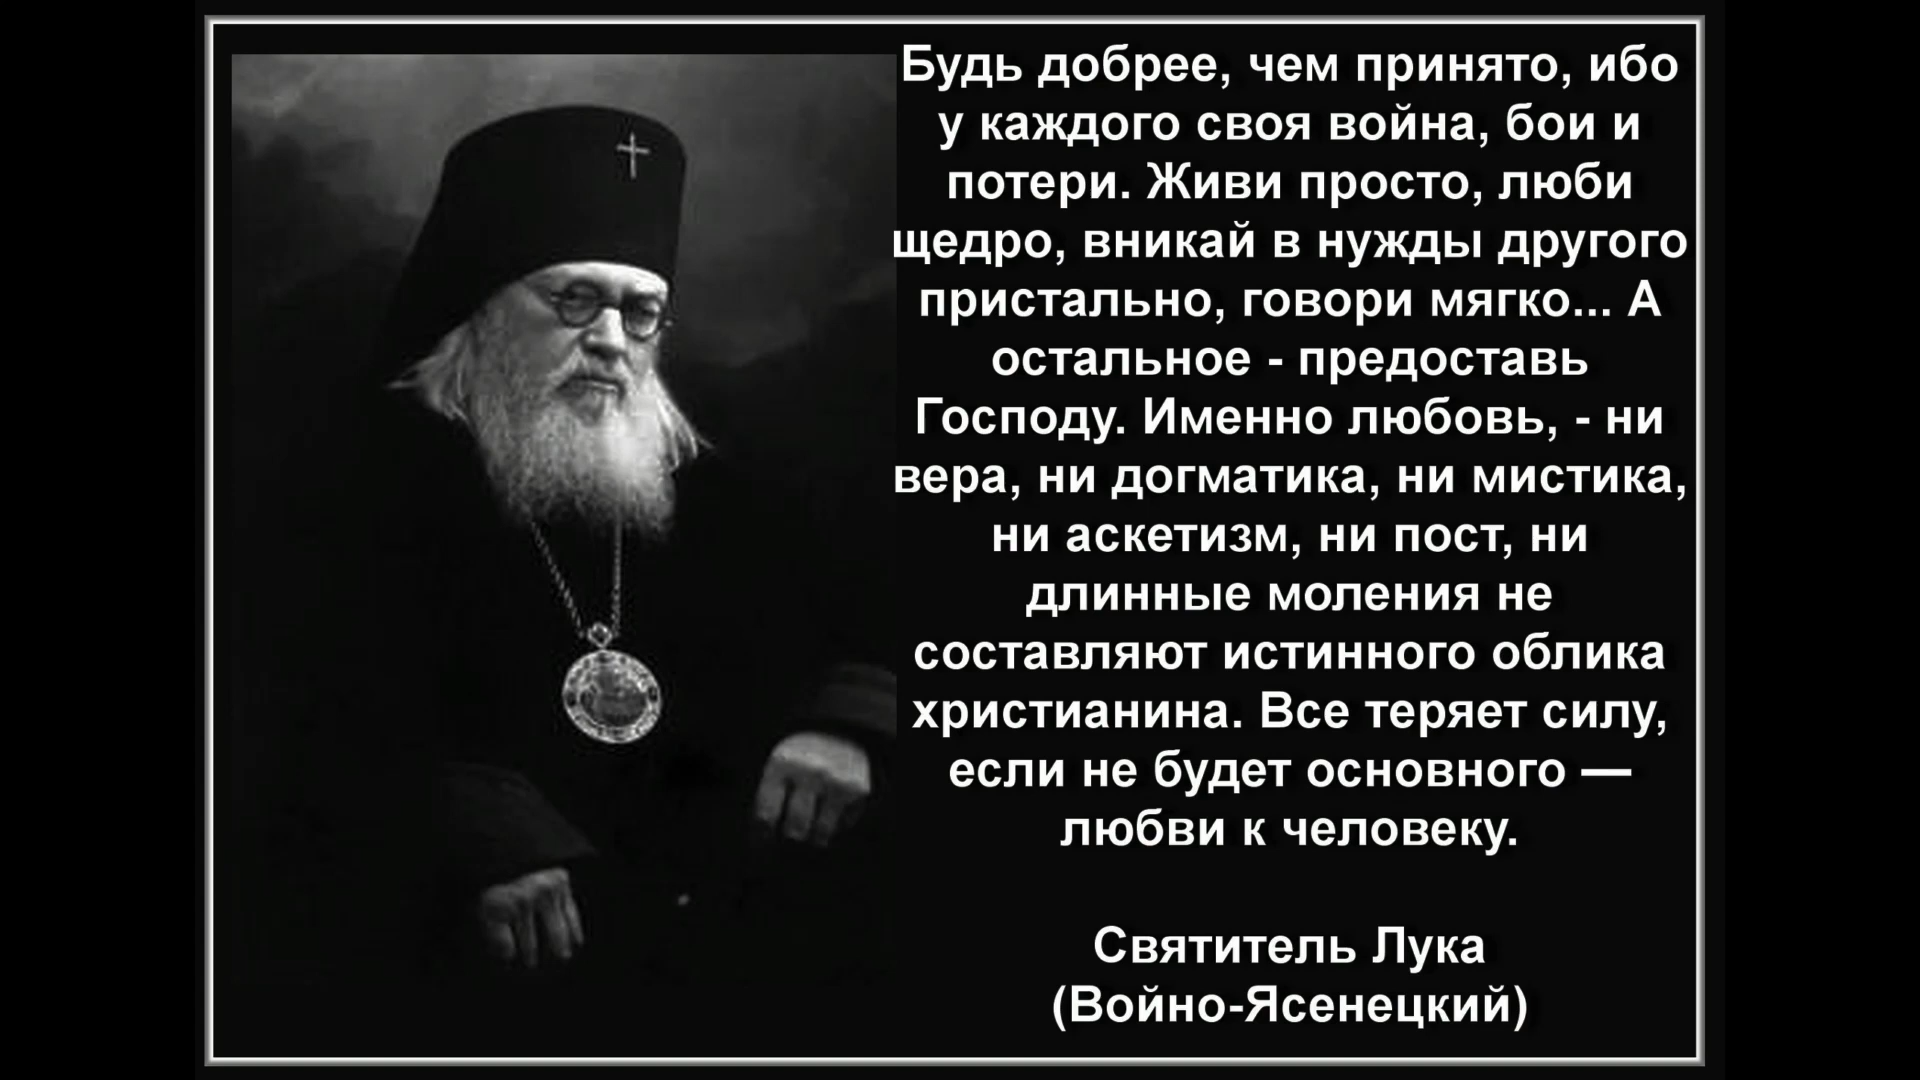 Будь добрее, чем принято, ибо
у каждого своя война, бои и
потери. Живи просто, люби
щедро, вникай в нужды другого
пристально, говори мягко... А
остальное - предоставь
Господу. Именно любовь, - ни
вера, ни догматика, ни мистика,
ни аскетизм, ни пост, ни
длинные моления не
составляют истинного облика
христианина. Все теряет силу,
если не будет основного —
любви к человеку.
Святитель Лука
(Войно-Ясенецкий)